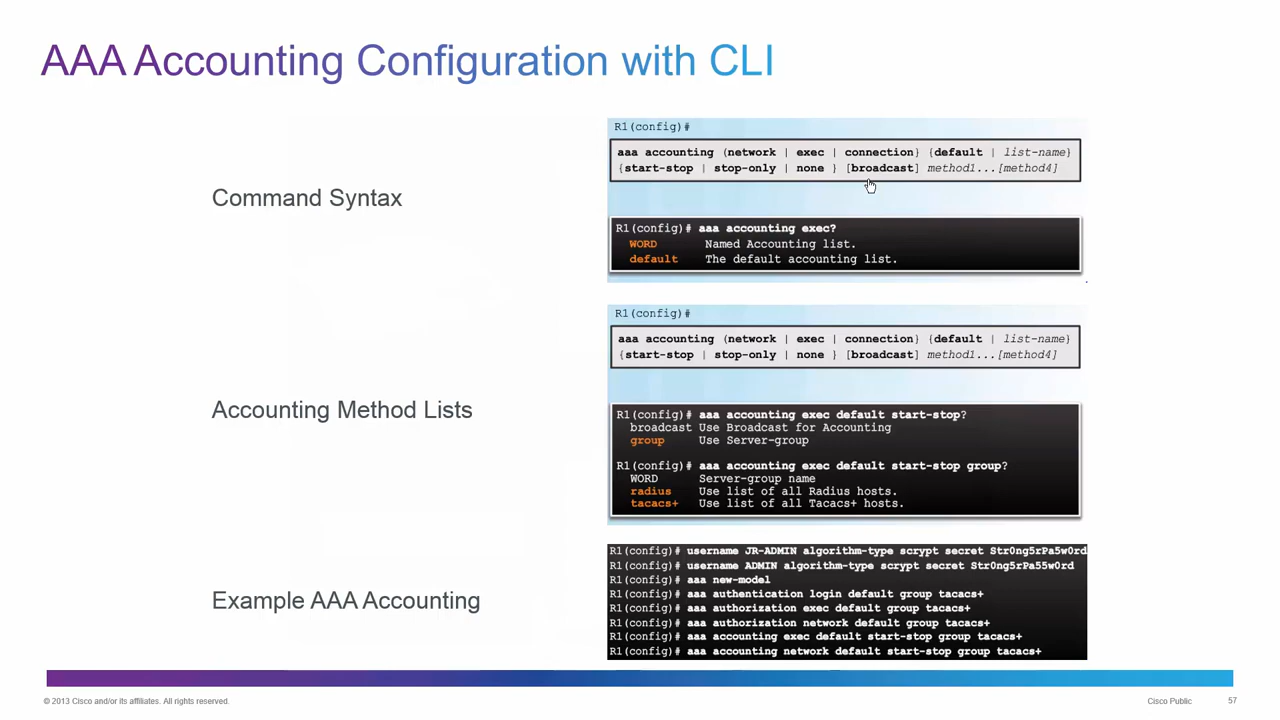 AAA Accounting Configuration with CLI
Command Syntax
R1(config)#
aaa accounting (network | exec | connection} {default | list-name}
{start-stop | stop-only | none } [broadcast] method1...[method4]
R1(config)# aaa accounting exec?
WORD Named Accounting list.
default The default accounting list.
.
Accounting Method Lists
R1(config)#
aaa accounting (network | exec | connection} {default | list-name}
{start-stop | stop-only | none } [broadcast] method1...[method4]
R1(config)# aaa accounting exec default start-stop?
broadcast Use Broadcast for Accounting
group Use Server-group
R1(config)# aaa accounting exec default start-stop group?
WORD Server-group name
radius Use list of all Radius hosts.
tacacs+ Use list of all Tacacs+ hosts.
Example AAA Accounting
R1(config)# username JR-ADMIN algorithm-type scrypt secret Str0ng5rPa5w0rd
R1(config)# username ADMIN algorithm-type scrypt secret Str0ng5rPa55w0rd
R1(config)# aaa new-model
R1(config)# aaa authentication login default group tacacs+
R1(config)# aaa authorization exec default group tacacs+
R1(config)# aaa authorization network default group tacacs+
R1(config)# aaa accounting exec default start-stop group tacacs+
R1(config)# aaa accounting network default start-stop group tacacs+
© 2013 Cisco and/or its affiliates. All rights reserved.
Cisco Public
57